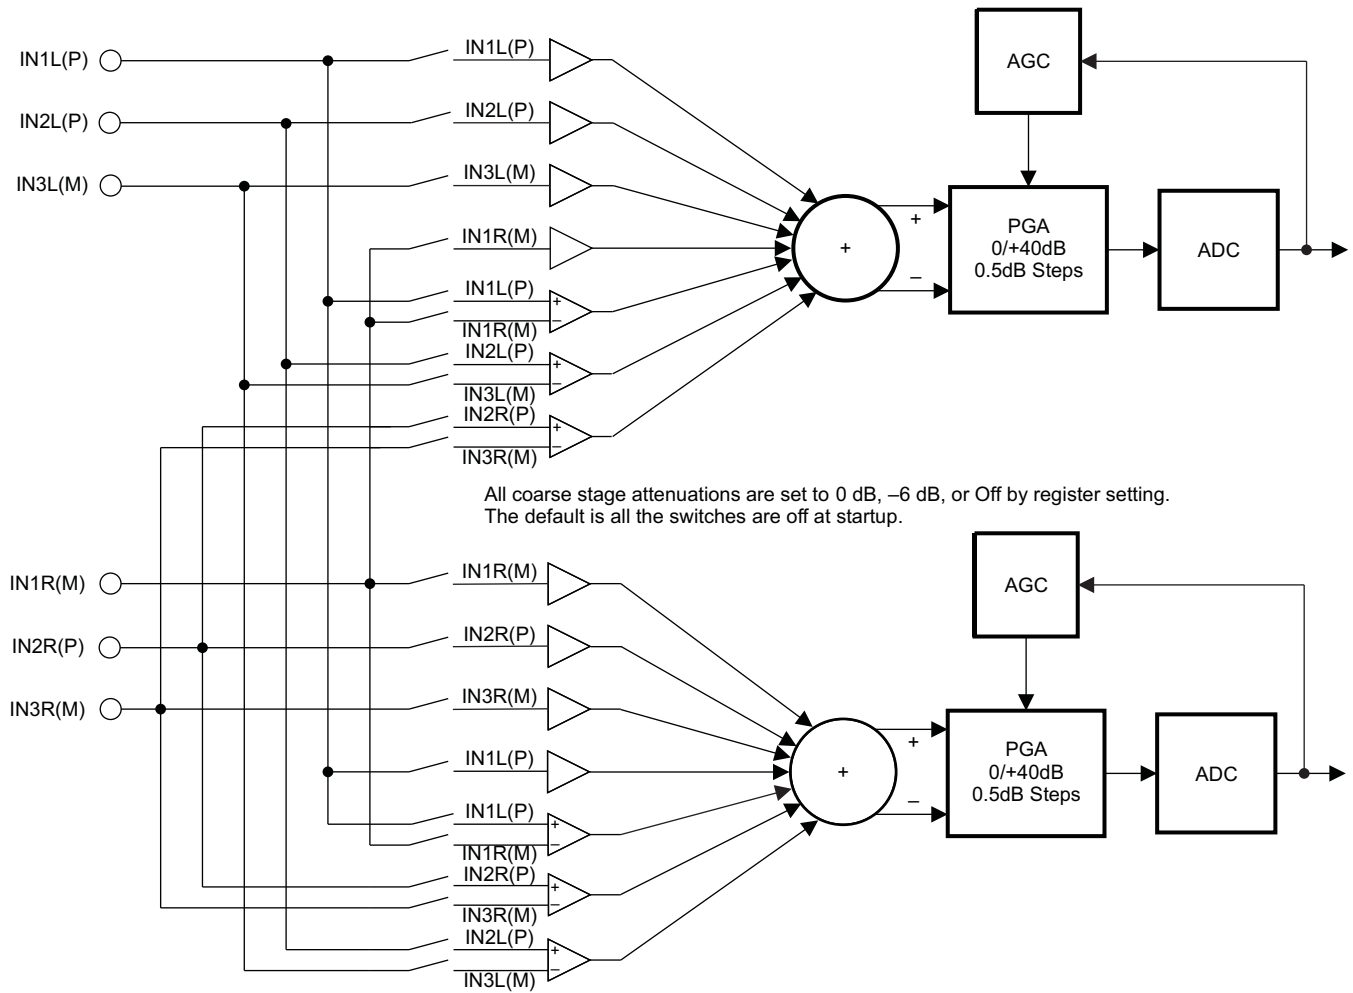 IN1L(P)
IN1L(P)
AGC
IN2L(P)
IN2L(P)
IN3L(M)
IN3L(M)
IN1R(M)
+
+
–
PGA
0/+40dB
0.5dB Steps
ADC
IN1L(P)
+
–
IN1R(M)
IN2L(P)
+
–
IN3L(M)
IN2R(P)
+
–
IN3R(M)
All coarse stage attenuations are set to 0 dB, –6 dB, or Off by register setting.
The default is all the switches are off at startup.
IN1R(M)
IN1R(M)
AGC
IN2R(P)
IN2R(P)
IN3R(M)
IN3R(M)
IN1L(P)
+
+
–
PGA
0/+40dB
0.5dB Steps
ADC
IN1L(P)
+
–
IN1R(M)
IN2R(P)
+
–
IN3R(M)
IN2L(P)
+
–
IN3L(M)